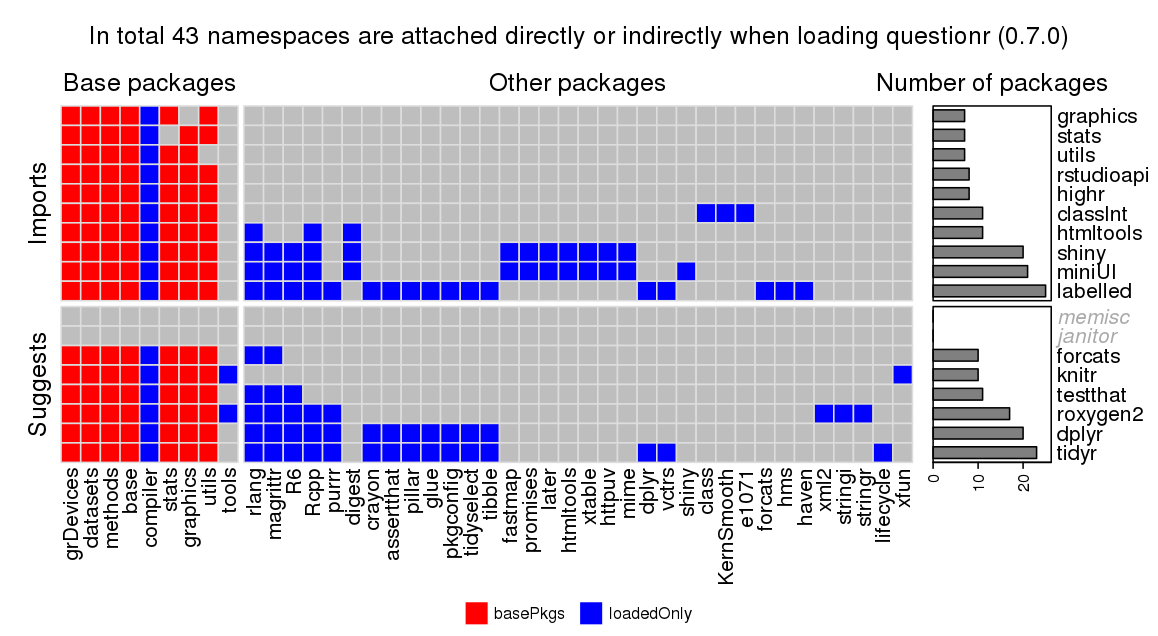 In total 43 namespaces are attached directly or indirectly when loading questionr (0.7.0)
Base packages
Other packages
Number of packages
Imports
graphics
stats
utils
rstudioapi
highr
classInt
htmltools
shiny
miniUI
labelled
Suggests
memisc
janitor
forcats
knitr
testthat
roxygen2
dplyr
tidyr
grDevices
datasets
methods
base
compiler
stats
graphics
utils
tools
rlang
magrittr
R6
Rcpp
purrr
digest
crayon
assertthat
pillar
glue
pkgconfig
tidyselect
tibble
fastmap
promises
later
htmltools
xtable
httpuv
mime
dplyr
vctrs
shiny
class
KernSmooth
e1071
forcats
hms
haven
xml2
stringi
stringr
lifecycle
xfun
0
10
20
basePkgs
loadedOnly